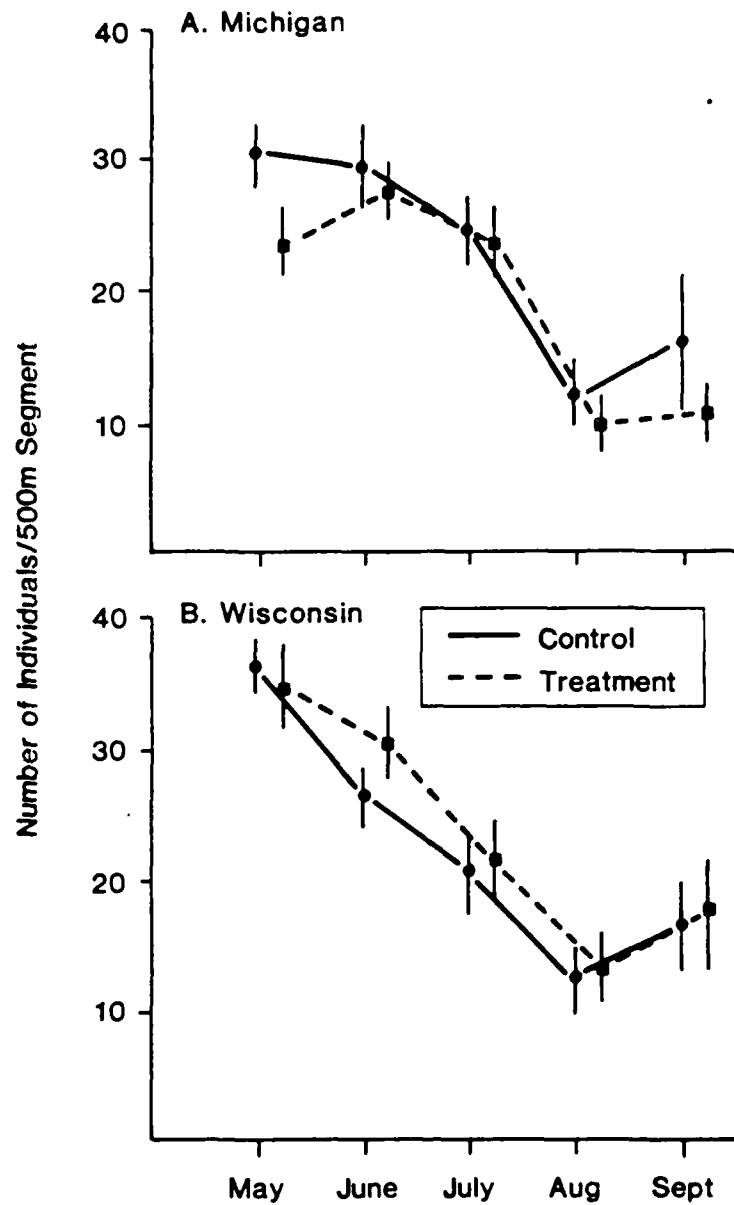 A. Michigan
40
30
20
10
Number of Individuals/500m Segment
B. Wisconsin
40
30
20
10
Control
Treatment
May June July Aug Sept